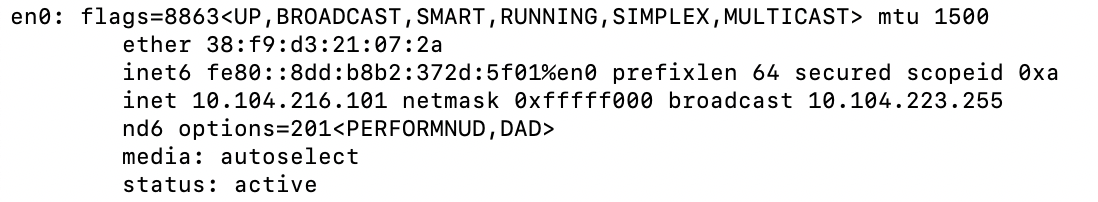 en0: flags=8863<UP,BROADCAST,SMART,RUNNING,SIMPLEX,MULTICAST> mtu 1500
ether 38:f9:d3:21:07:2a
inet6 fe80::8dd:b8b2:372d:5f01%en0 prefixlen 64 secured scopeid 0xa
inet 10.104.216.101 netmask 0xfffff000 broadcast 10.104.223.255
nd6 options=201<PERFORMNUD,DAD>
media: autoselect
status: active